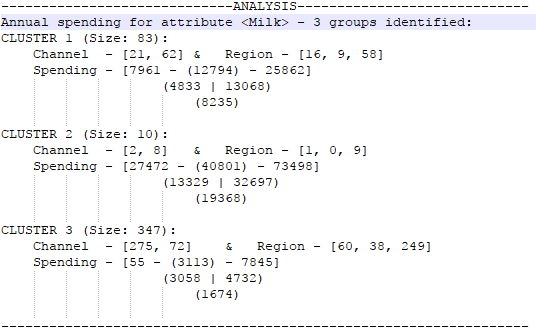 -----------------------------ANALYSIS-----------------------------
Annual spending for attribute <Milk> - 3 groups identified:
CLUSTER 1 (Size: 83):
Channel - [21, 62] & Region - [16, 9, 58]
Spending - [7961 - (12794) - 25862]
(4833 | 13068)
(8235)
CLUSTER 2 (Size: 10):
Channel - [2, 8] & Region - [1, 0, 9]
Spending - [27472 - (40801) - 73498]
(13329 | 32697)
(19368)
CLUSTER 3 (Size: 347):
Channel - [275, 72] & Region - [60, 38, 249]
Spending - [55 - (3113) - 7845]
(3058 | 4732)
(1674)
------------------------------------------------------------------